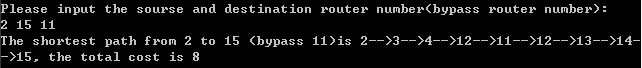 Please input the sourse and destination router number(bypass router number):
2 15 11
The shortest path from 2 to 15 (bypass 11)is 2-->3-->4-->12-->11-->12-->13-->14-
->15, the total cost is 8